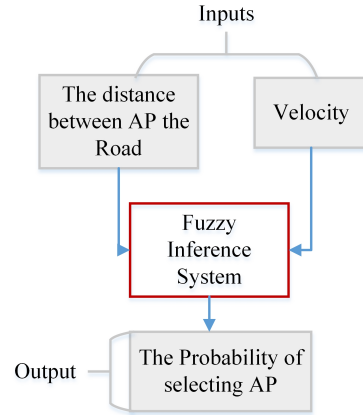 Inputs
The distance
between AP the
Road
Velocity
Fuzzy
Inference
System
Output
The Probability of
selecting AP